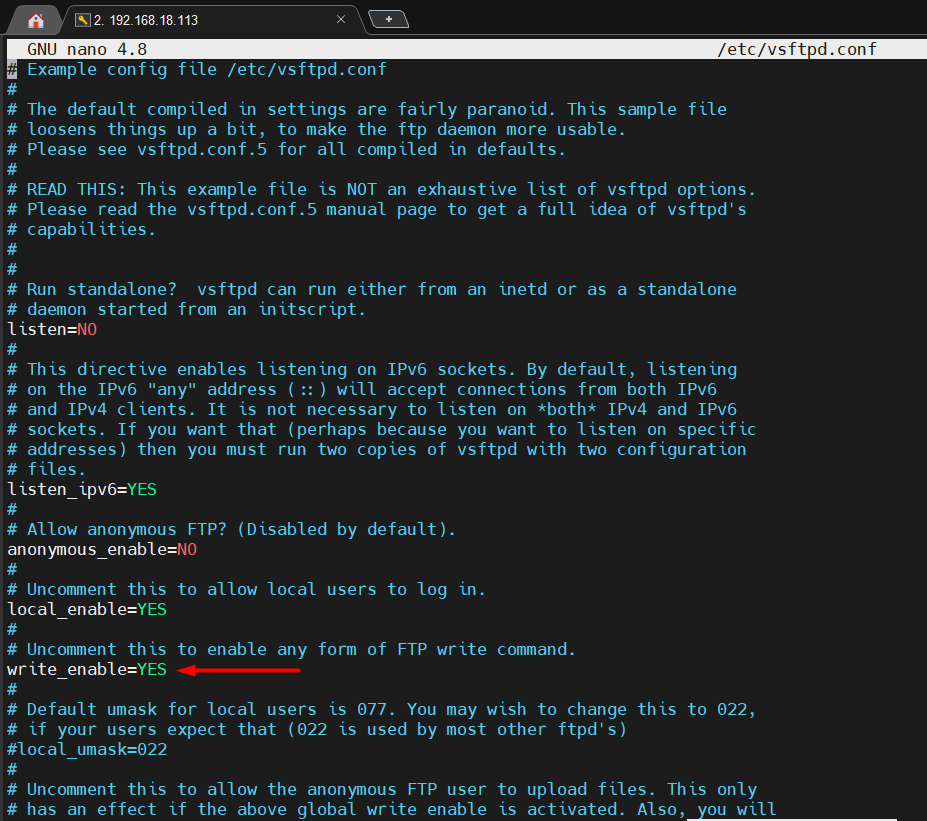 2. 192.168.18.113
GNU nano 4.8 /etc/vsftpd.conf
# Example config file /etc/vsftpd.conf
#
# The default compiled in settings are fairly paranoid. This sample file
# loosens things up a bit, to make the ftp daemon more usable.
# Please see vsftpd.conf.5 for all compiled in defaults.
#
# READ THIS: This example file is NOT an exhaustive list of vsftpd options.
# Please read the vsftpd.conf.5 manual page to get a full idea of vsftpd's
# capabilities.
#
#
# Run standalone?  vsftpd can run either from an inetd or as a standalone
# daemon started from an initscript.
listen=NO
#
# This directive enables listening on IPv6 sockets. By default, listening
# on the IPv6 "any" address (::) will accept connections from both IPv6
# and IPv4 clients. It is not necessary to listen on *both* IPv4 and IPv6
# sockets. If you want that (perhaps because you want to listen on specific
# addresses) then you must run two copies of vsftpd with two configuration
# files.
listen_ipv6=YES
#
# Allow anonymous FTP? (Disabled by default).
anonymous_enable=NO
#
# Uncomment this to allow local users to log in.
local_enable=YES
#
# Uncomment this to enable any form of FTP write command.
write_enable=YES
#
# Default umask for local users is 077. You may wish to change this to 022,
# if your users expect that (022 is used by most other ftpd's)
#local_umask=022
#
# Uncomment this to allow the anonymous FTP user to upload files. This only
# has an effect if the above global write enable is activated. Also, you will